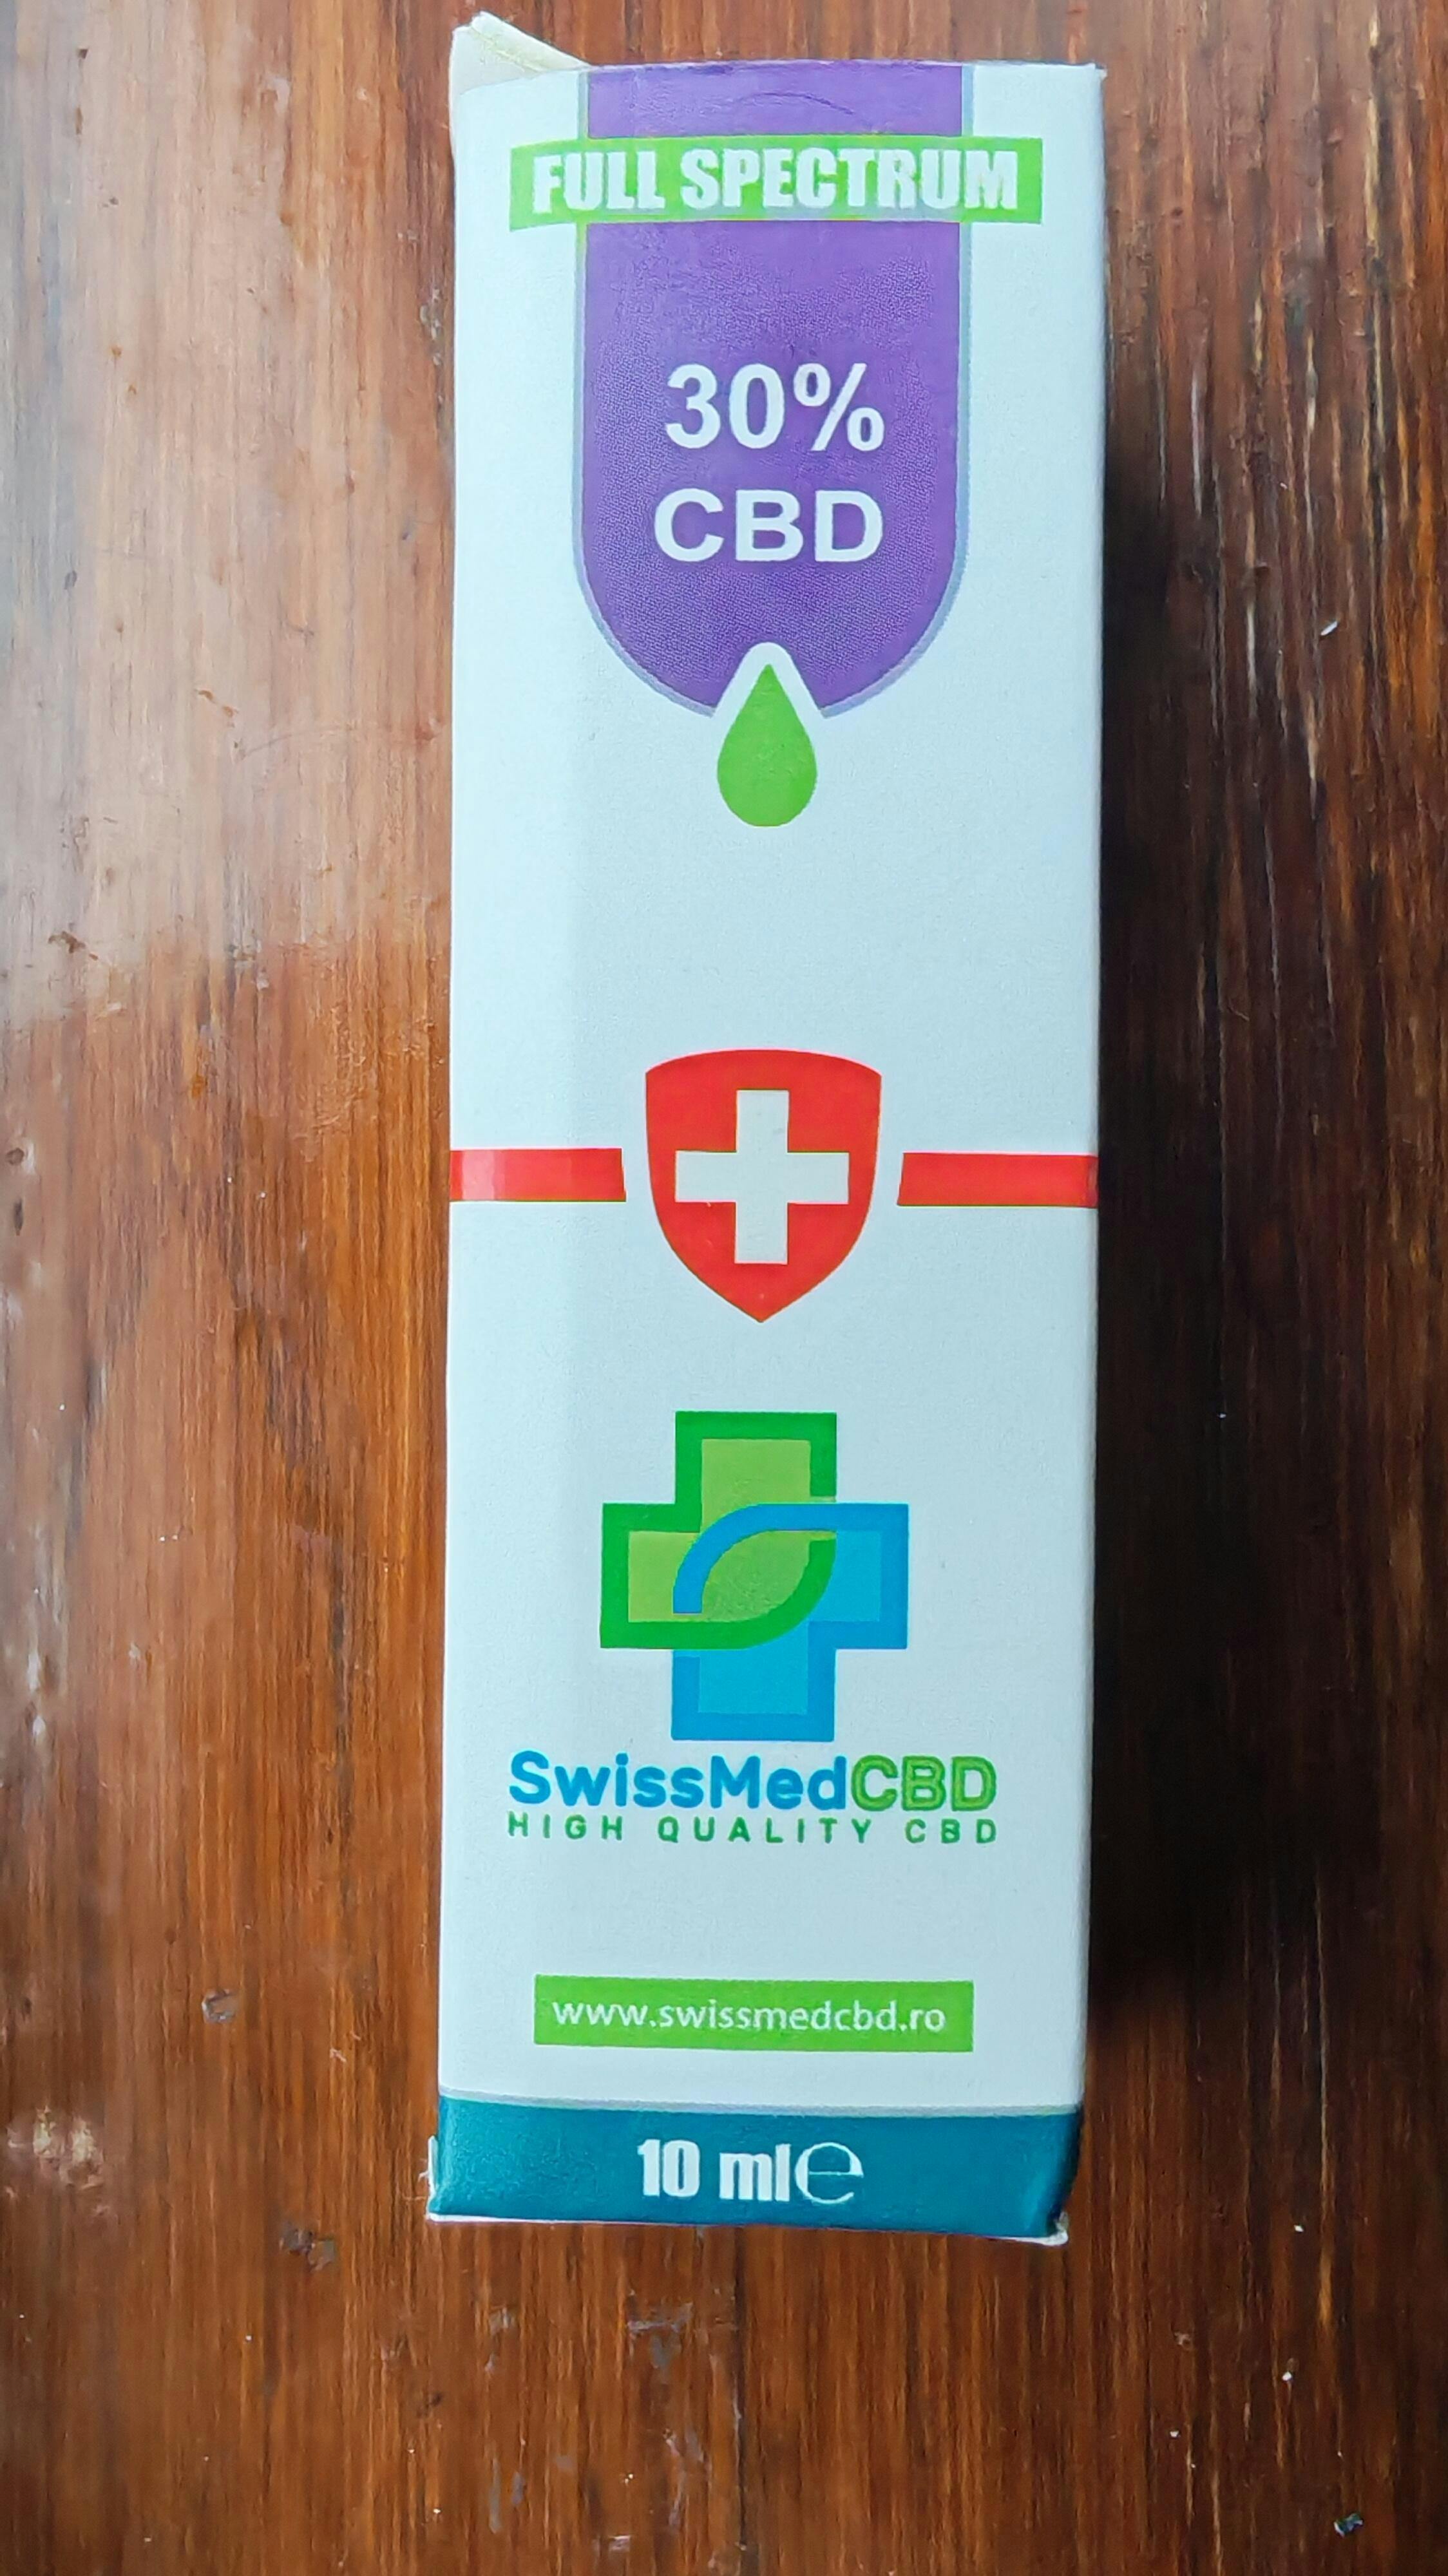 FULL SPECTRUM
30%
CBD
SwissMedCBD
HIGH QUALITY CBD
www.swissmedcbd.ro
10 ml℮